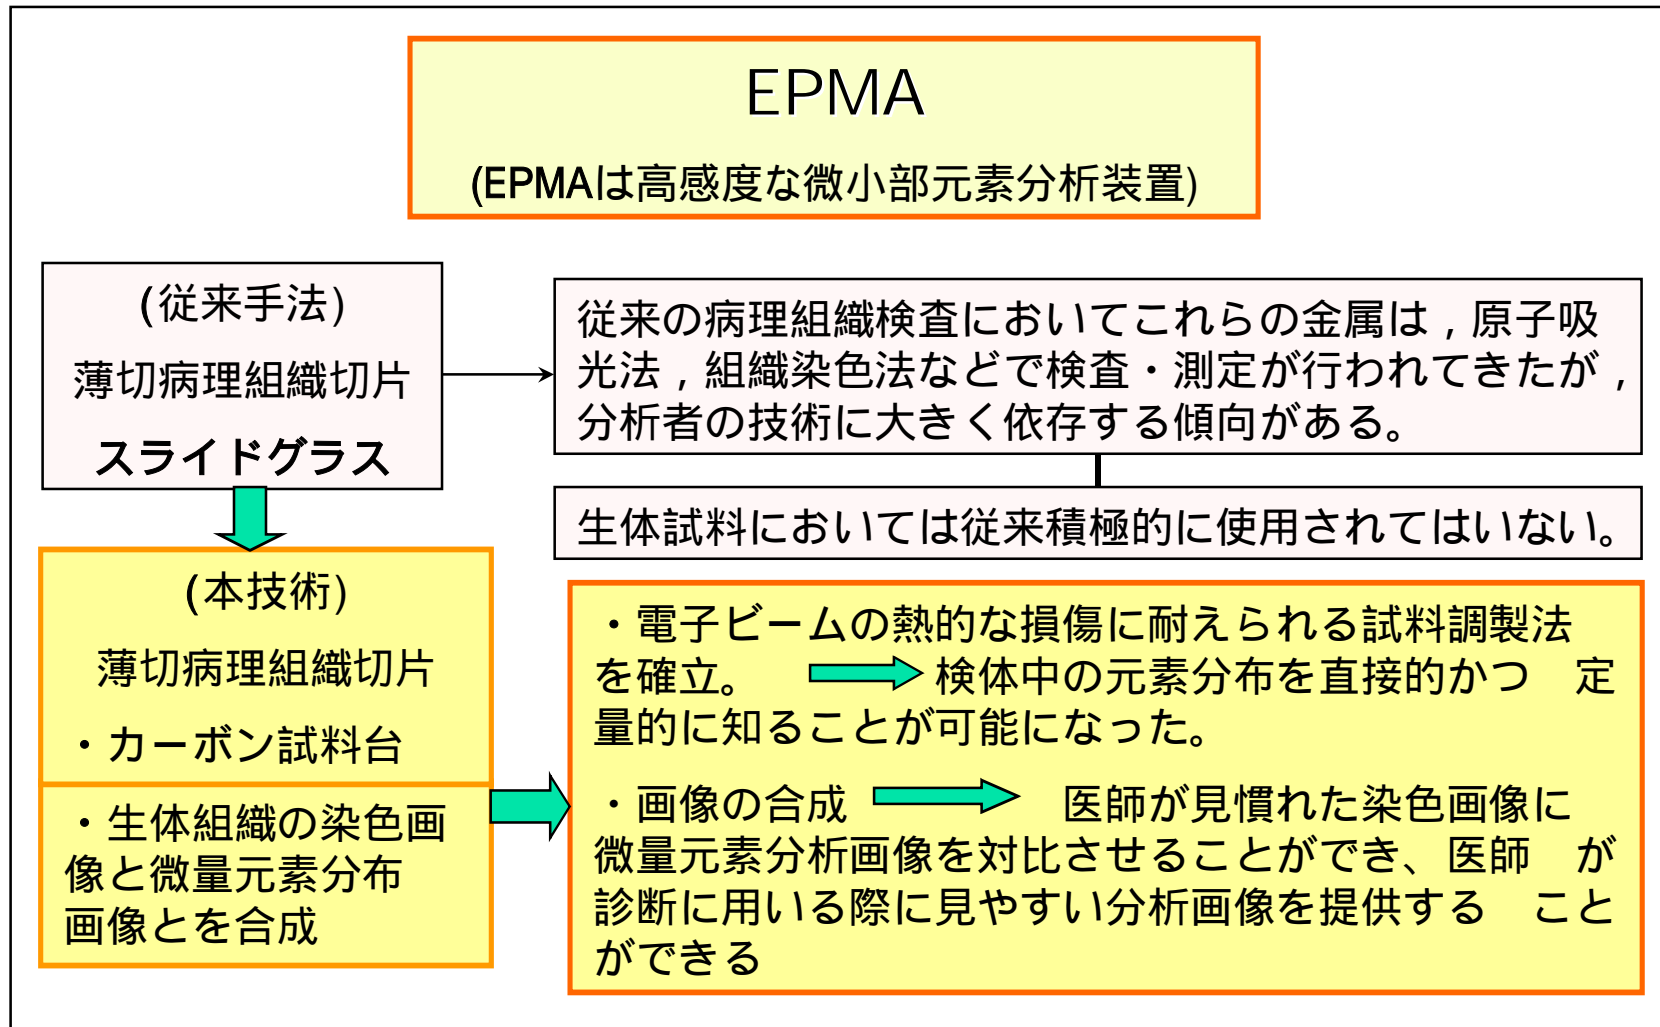 EPMA
(EPMAは高感度な微小部元素分析装置)
(従来手法)
薄切病理組織切片
スライドグラス
従来の病理組織検査においてこれらの金属は，原子吸
光法，組織染色法などで検査・測定が行われてきたが，
分析者の技術に大きく依存する傾向がある。
生体試料においては従来積極的に使用されてはいない。
(本技術)
薄切病理組織切片
・カーボン試料台
・生体組織の染色画
像と微量元素分布
画像とを合成
・電子ビームの熱的な損傷に耐えられる試料調製法
を確立。 検体中の元素分布を直接的かつ　定
量的に知ることが可能になった。
・画像の合成 医師が見慣れた染色画像に
微量元素分析画像を対比させることができ、医師　が
診断に用いる際に見やすい分析画像を提供する　こと
ができる